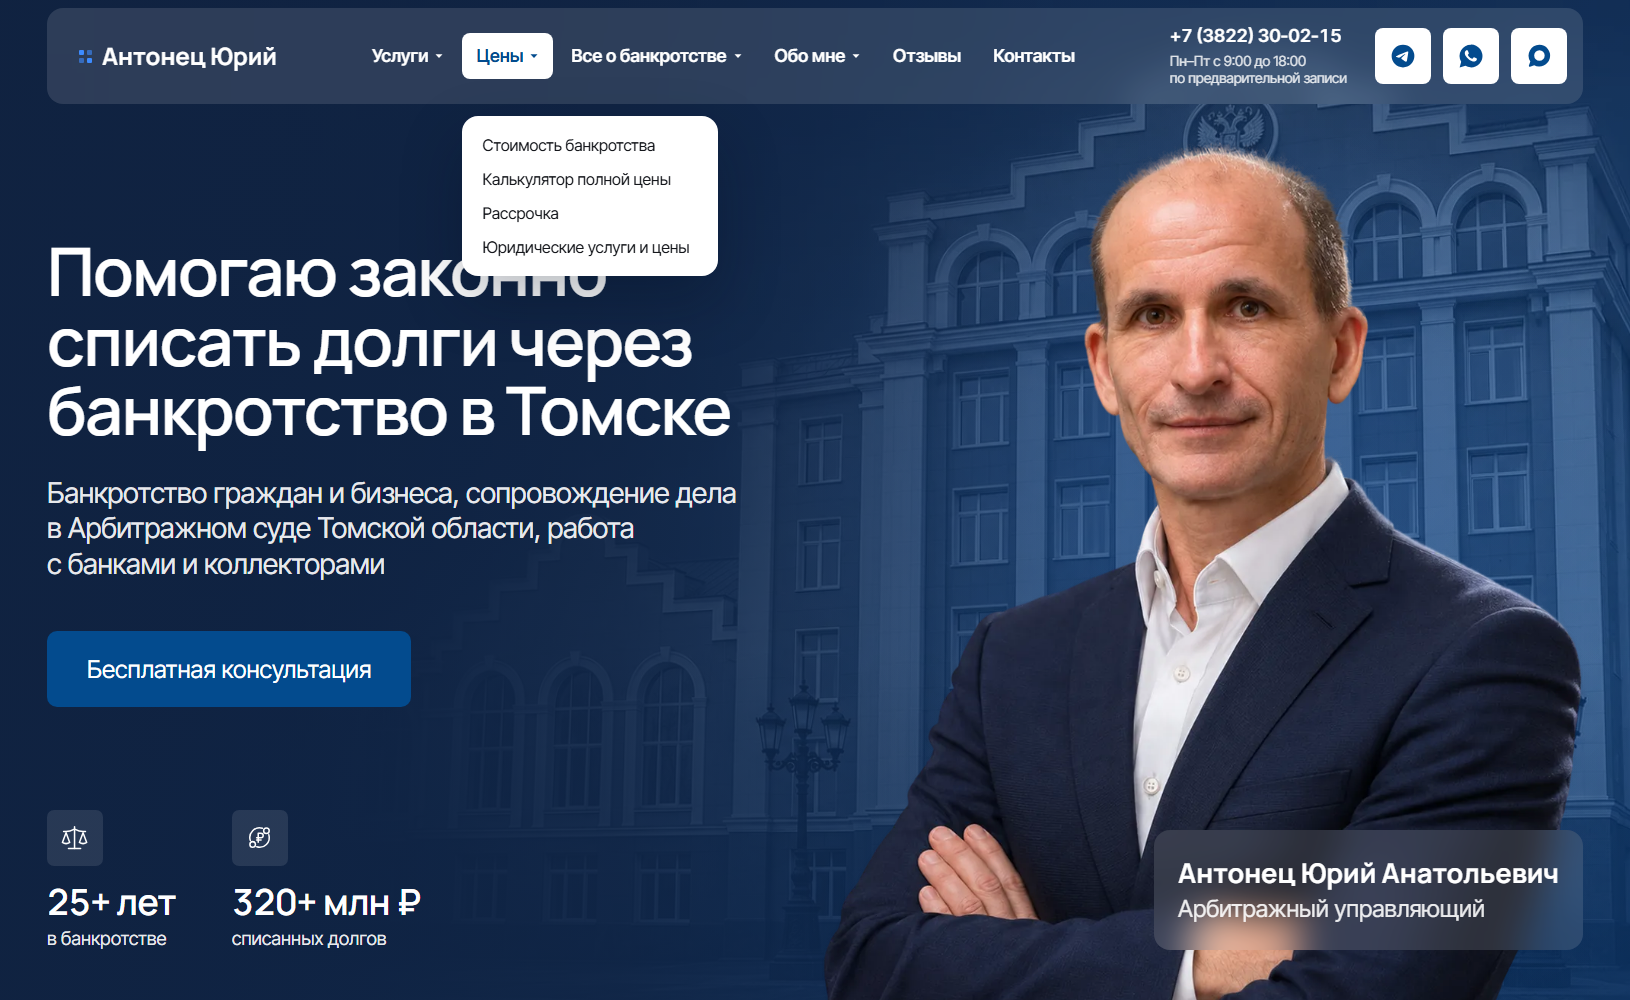 Антонец Юрий
Услуги
Цены
Все о банкротстве
Обо мне
Отзывы
Контакты
+7 (3822) 30-02-15
Пн–Пт с 9:00 до 18:00
по предварительной записи
Стоимость банкротства
Калькулятор полной цены
Рассрочка
Юридические услуги и цены
Помогаю законно
списать долги через
банкротство в Томске
Банкротство граждан и бизнеса, сопровождение дела
в Арбитражном суде Томской области, работа
с банками и коллекторами
Бесплатная консультация
25+ лет
в банкротстве
320+ млн ₽
списанных долгов
Антонец Юрий Анатольевич
Арбитражный управляющий